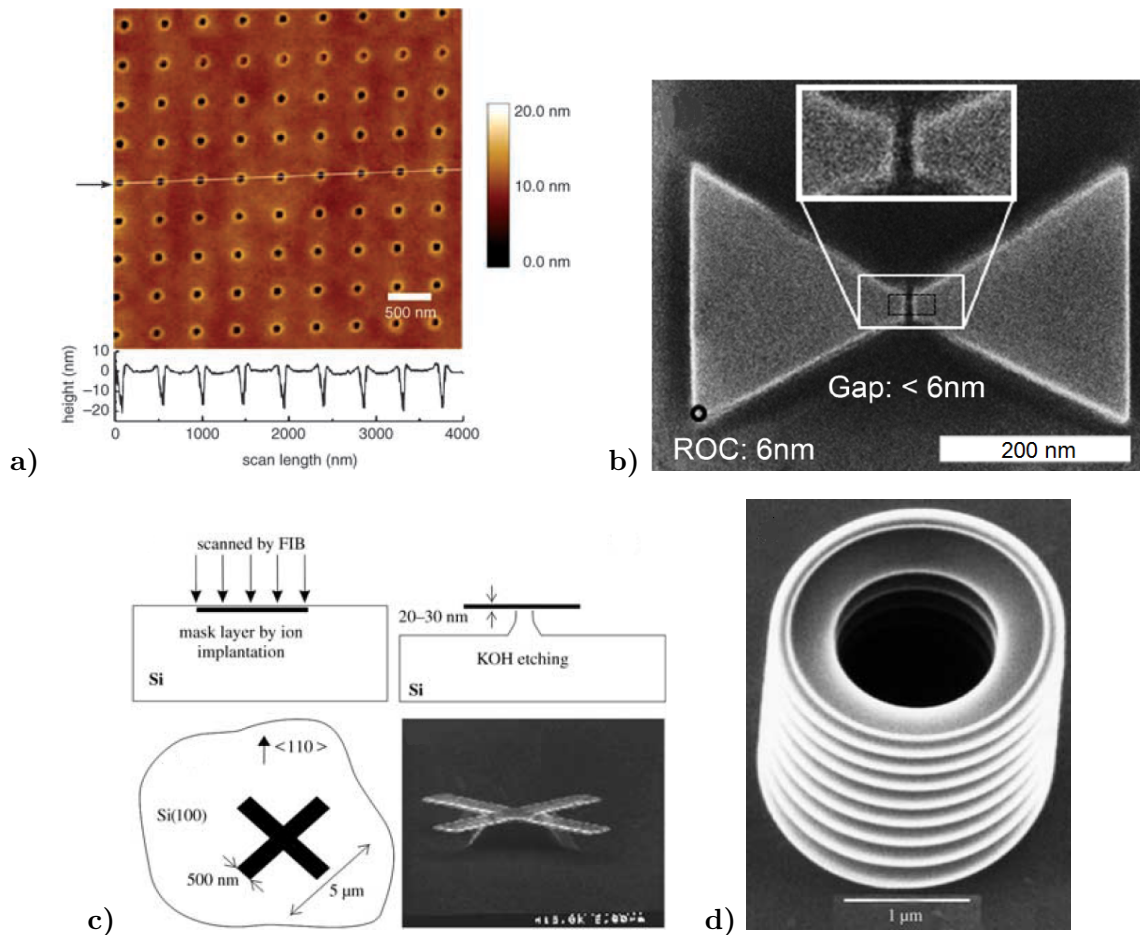 20.0 nm
10.0 nm
0.0 nm
500 nm
height (nm)
10
0
−10
−20
0
1000
2000
3000
4000
scan length (nm)
a)
Gap: < 6nm
ROC: 6nm
200 nm
b)
scanned by FIB
mask layer by ion
implantation
Si
20–30 nm
KOH etching
Si
<110>
Si(100)
500 nm
5 µm
c)
1 µm
d)